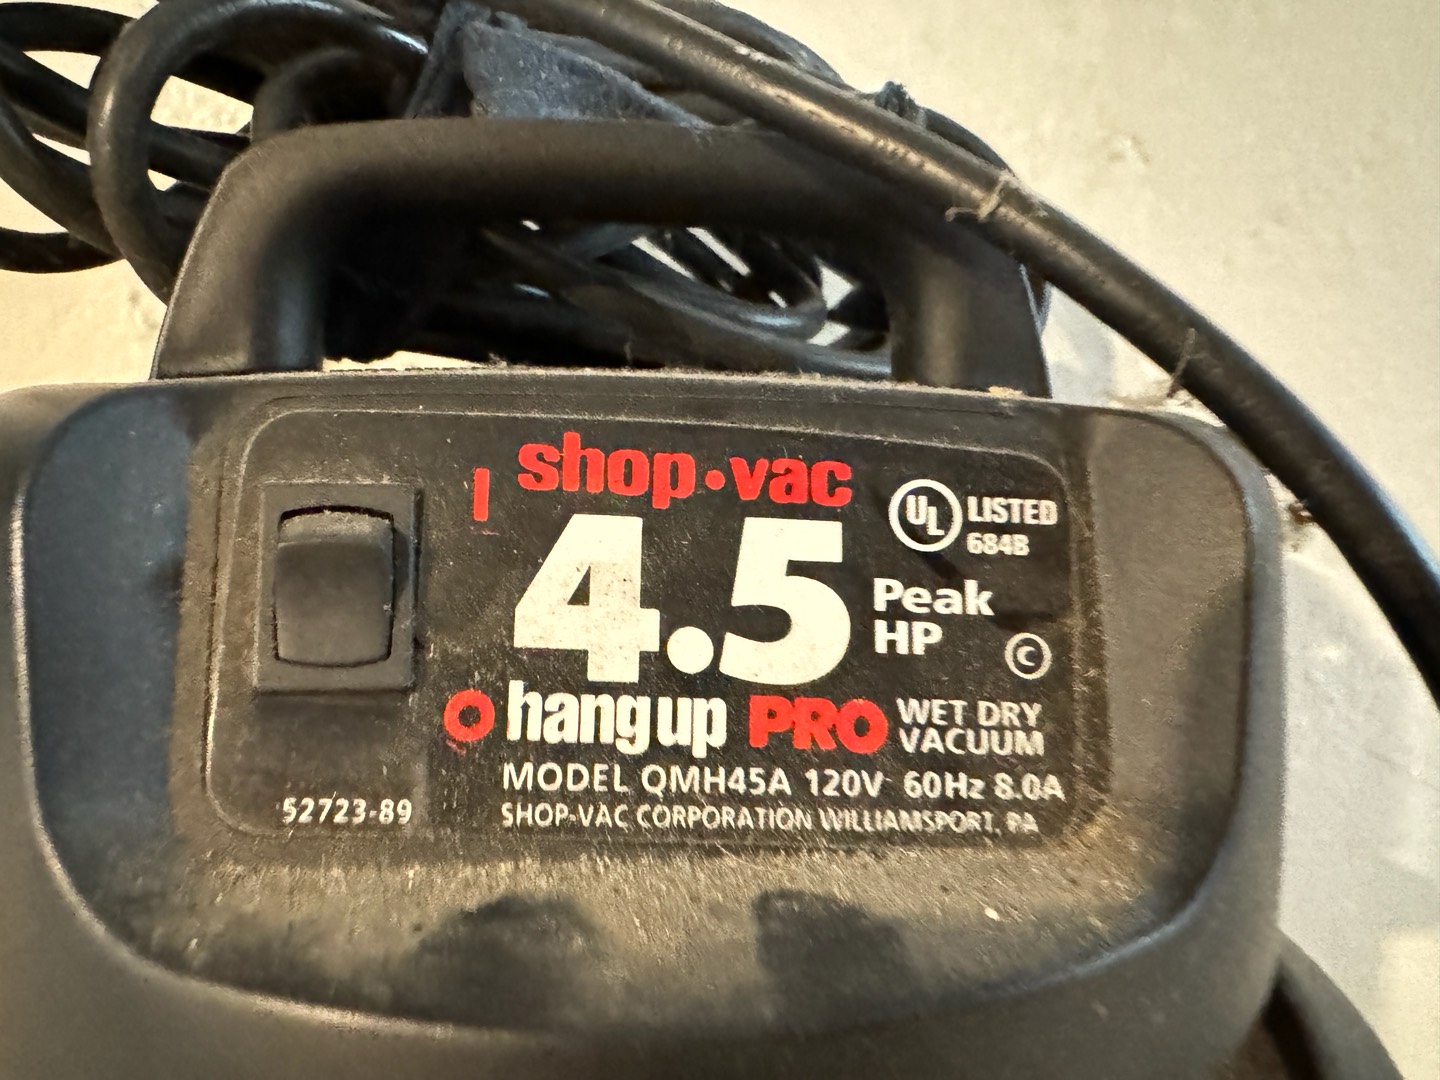 shop·vac
I
4.5
UL LISTED
684B
Peak
HP
C
O
hangup PRO
WET DRY
VACUUM
MODEL QMH45A 120V 60Hz 8.0A
52723-89
SHOP-VAC CORPORATION WILLIAMSPORT, PA